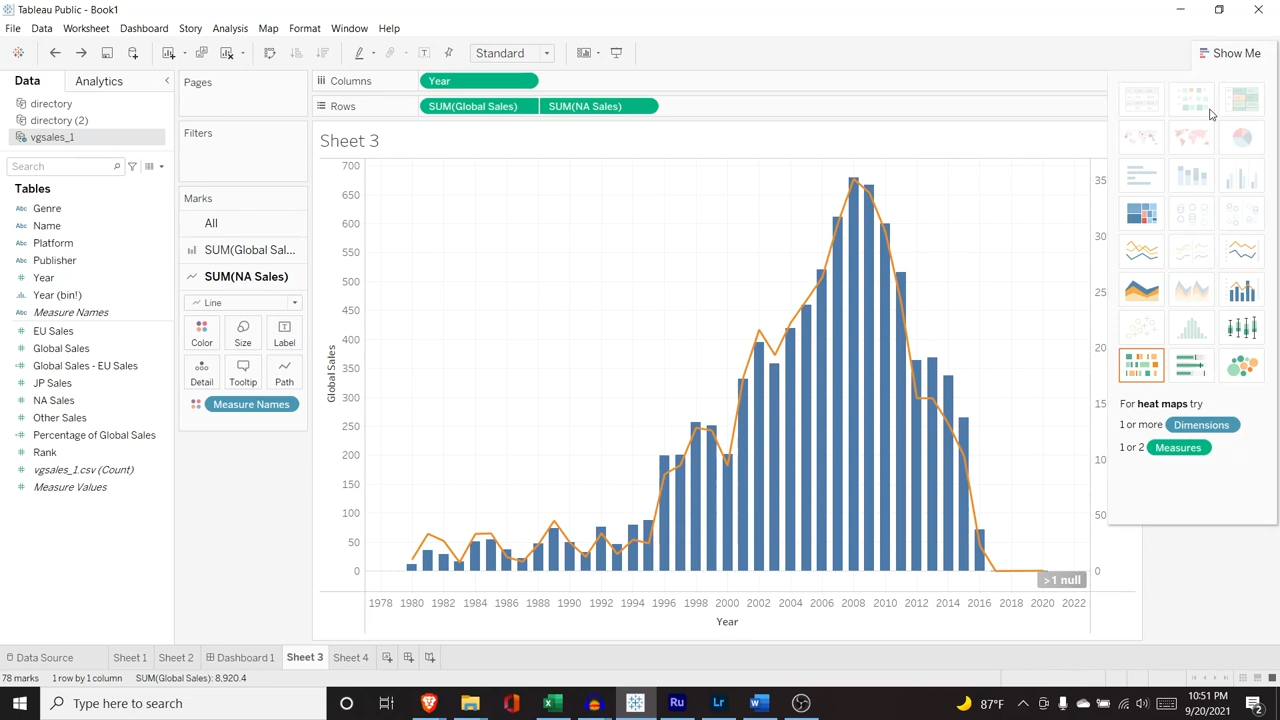 Tableau Public - Book1
File Data Worksheet Dashboard Story Analysis Map Format Window Help
Standard
Show Me
Data Analytics
directory
directory (2)
vgsales_1
Search
Tables
Abc Genre
Abc Name
Abc Platform
Abc Publisher
# Year
Year (bin!)
Abc Measure Names
# EU Sales
# Global Sales
# Global Sales - EU Sales
# JP Sales
# NA Sales
# Other Sales
# Percentage of Global Sales
# Rank
# vgsales_1.csv (Count)
# Measure Values
Pages
Filters
Marks
All
SUM(Global Sal...
SUM(NA Sales)
Line
Color Size Label
Detail Tooltip Path
Measure Names
Columns Year
Rows SUM(Global Sales) SUM(NA Sales)
Sheet 3
700
650
600
550
500
450
400
350
300
250
200
150
100
50
0
Global Sales
35
30
25
20
15
10
50
0
>1 null
1978 1980 1982 1984 1986 1988 1990 1992 1994 1996 1998 2000 2002 2004 2006 2008 2010 2012 2014 2016 2018 2020 2022
Year
For heat maps try
1 or more Dimensions
1 or 2 Measures
Data Source Sheet 1 Sheet 2 Dashboard 1 Sheet 3 Sheet 4
78 marks 1 row by 1 column SUM(Global Sales): 8,920.4
Type here to search
Ru
Lr
87°F
10:51 PM
9/20/2021